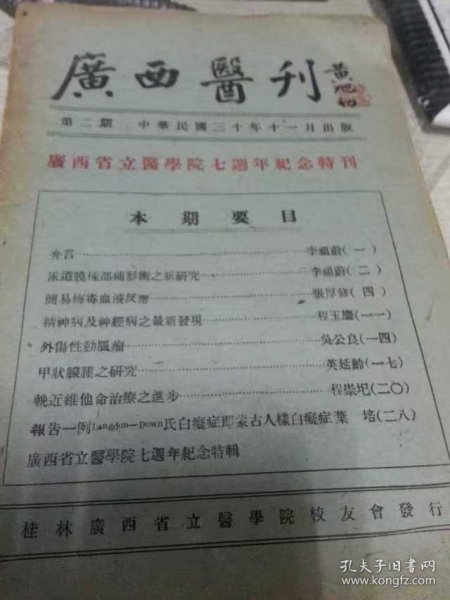 廣西醫刊
黃旭初
第二期 中華民國三十年十一月出版
廣西省立醫學院七週年紀念特刊
本期要目
弁言 李祖蔚(一)
尿道 部補形術之新研究 李祖蔚(二)
簡易梅毒血液反應 張厚 (四)
精神病及神經病之最新發現 程玉麐(一一)
外傷性動脈瘤 吳公良(一四)
甲狀腺腫之研究 英延齡(一七)
輓近維他命治療之進步 程崇圯(二〇)
報告一例Langdon-Down氏白癡症即蒙古人樣白癡症 葉培(二八)
廣西省立醫學院七週年紀念特輯
桂林廣西省立醫學院校友會發行
孔夫子旧书网
www.kongfz.com